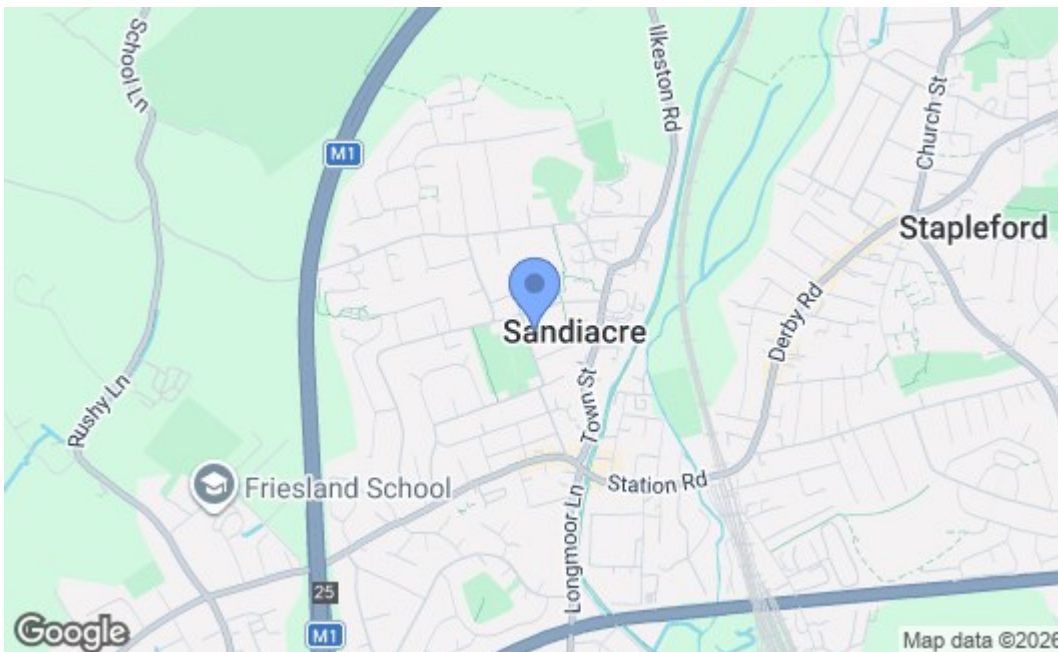 School Ln
Ilkeston Rd
Church St
M1
Stapleford
Sandiacre
Derby Rd
Rushy Ln
Town St
Friesland School
Station Rd
Longmoor Ln
25
M1
Google
Map data ©2026